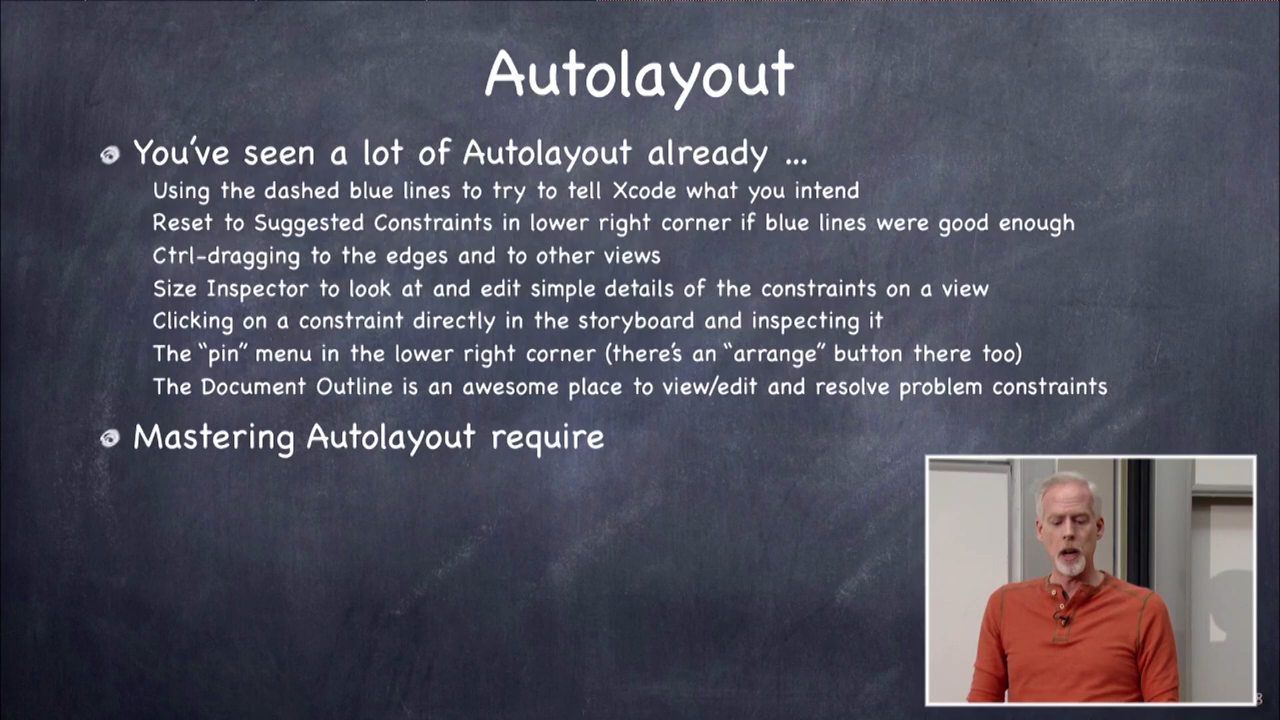 Autolayout
You've seen a lot of Autolayout already ...
Using the dashed blue lines to try to tell Xcode what you intend
Reset to Suggested Constraints in lower right corner if blue lines were good enough
Ctrl-dragging to the edges and to other views
Size Inspector to look at and edit simple details of the constraints on a view
Clicking on a constraint directly in the storyboard and inspecting it
The “pin” menu in the lower right corner (there's an “arrange” button there too)
The Document Outline is an awesome place to view/edit and resolve problem constraints
Mastering Autolayout require